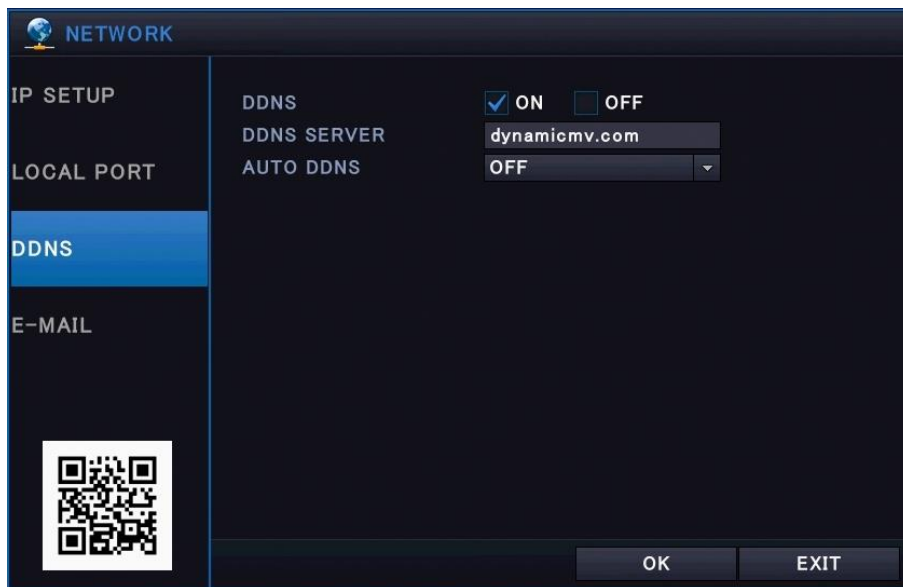 NETWORK
IP SETUP
LOCAL PORT
DDNS
E-MAIL
DDNS ON OFF
DDNS SERVER dynamicmv.com
AUTO DDNS OFF
OK EXIT